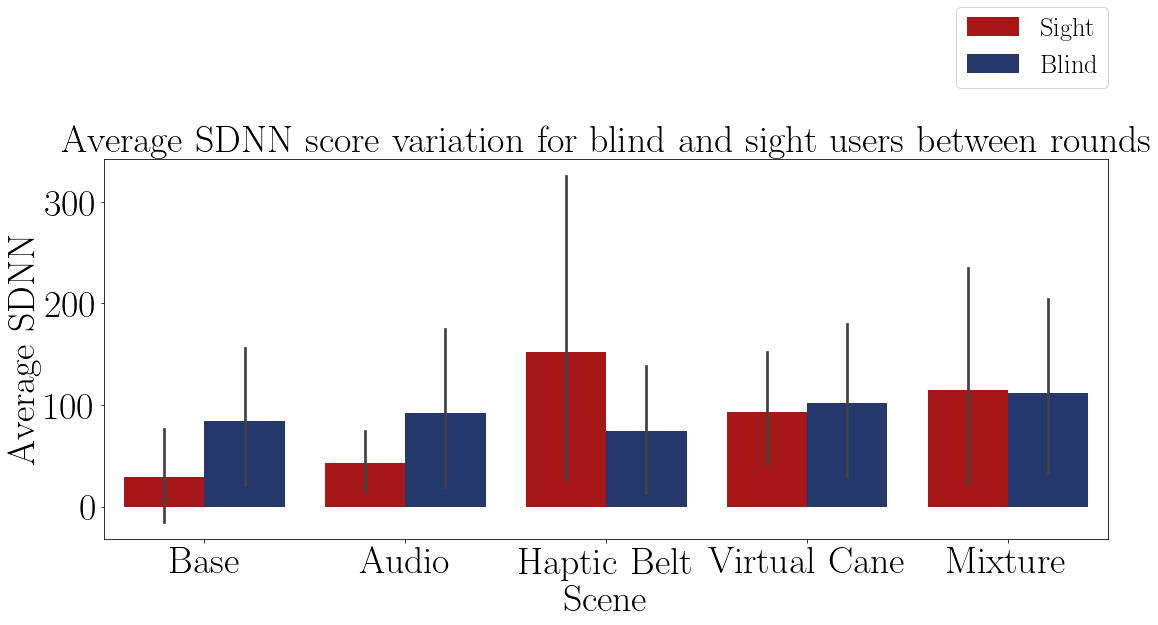 Sight
Blind
Average SDNN score variation for blind and sight users between rounds
Average SDNN
300
200
100
0
Base
Audio
Haptic Belt
Virtual Cane
Mixture
Scene